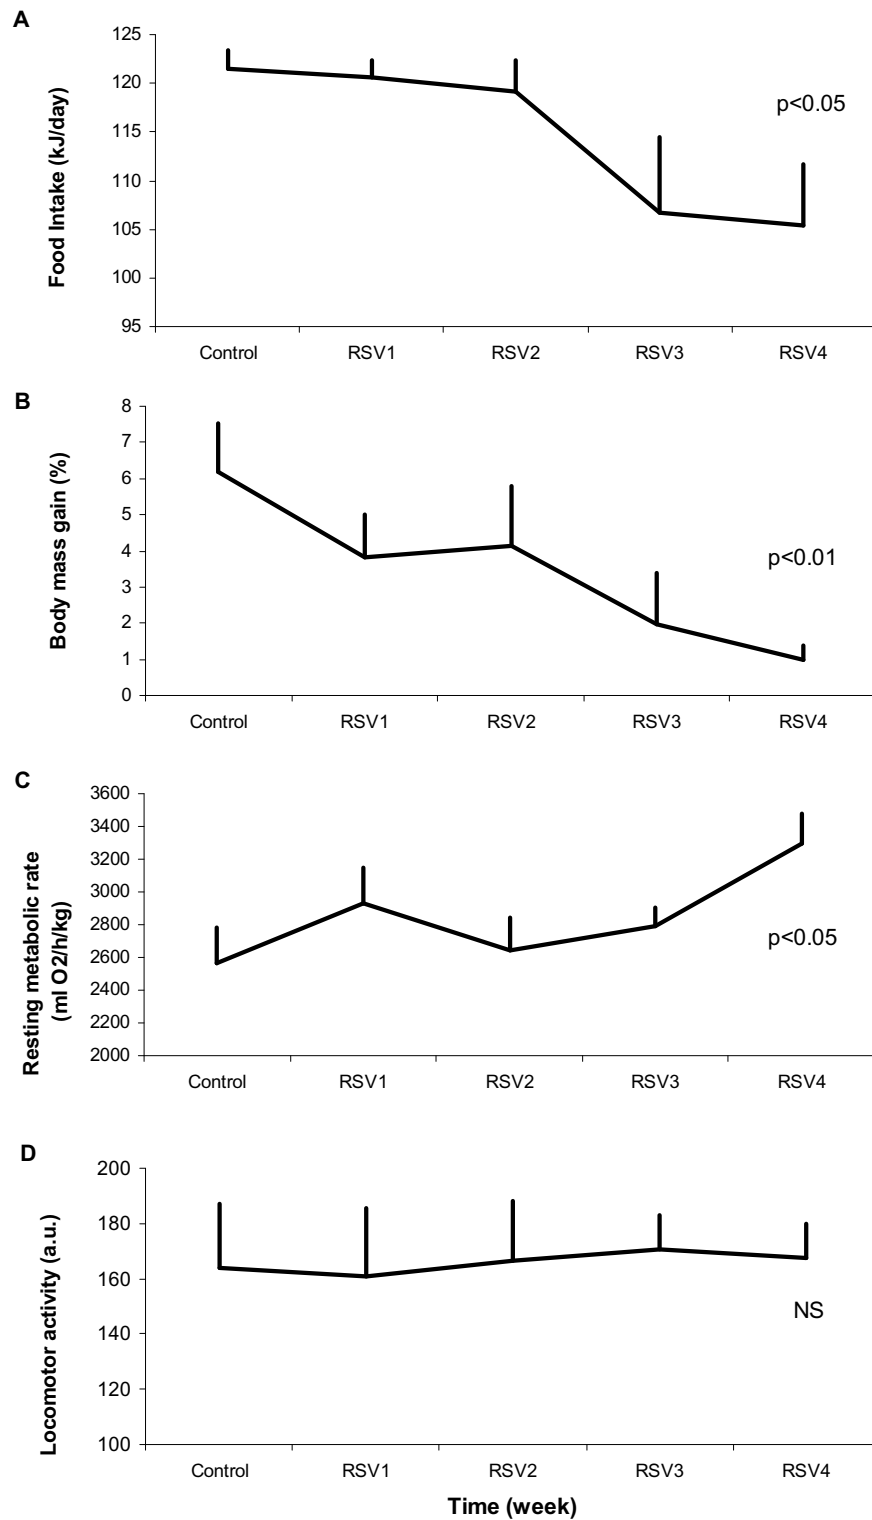 A
Food Intake (kJ/day)
125
120
115
110
105
100
95
p<0.05
Control RSV1 RSV2 RSV3 RSV4
B
Body mass gain (%)
8
7
6
5
4
3
2
1
0
p<0.01
Control RSV1 RSV2 RSV3 RSV4
C
Resting metabolic rate
(ml O2/h/kg)
3600
3400
3200
3000
2800
2600
2400
2200
2000
p<0.05
Control RSV1 RSV2 RSV3 RSV4
D
Locomotor activity (a.u.)
200
180
160
140
120
100
NS
Control RSV1 RSV2 RSV3 RSV4
Time (week)